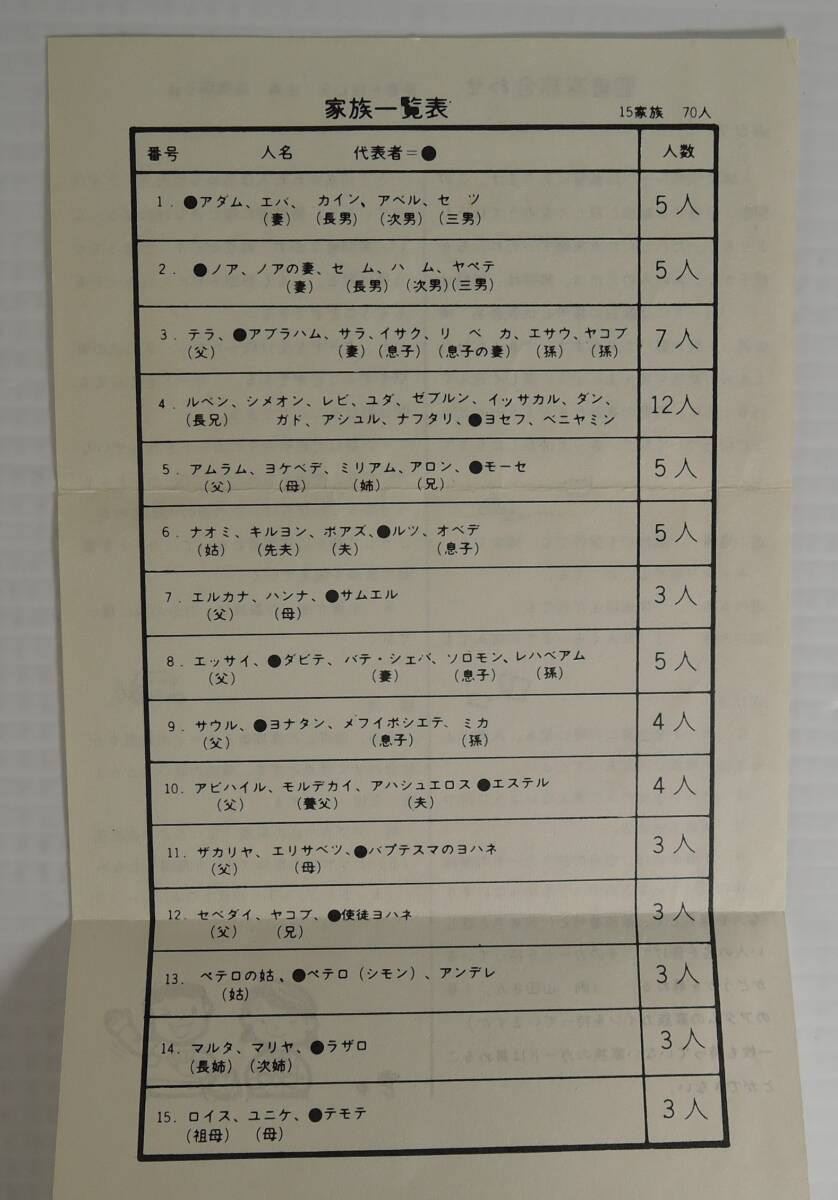 家族一覧表
15家族 70人
番号 人名 代表者=● 人数
1. ●アダム、エバ、カイン、アベル、セツ 5人
(妻) (長男) (次男) (三男)
2. ●ノア、ノアの妻、セム、ハム、ヤペテ 5人
(妻) (長男) (次男)(三男)
3. テラ、●アブラハム、サラ、イサク、リベカ、エサウ、ヤコブ 7人
(父) (妻) (息子) (息子の妻) (孫) (孫)
4. ルベン、シメオン、レビ、ユダ、ゼブルン、イッサカル、ダン、 12人
(長兄) ガド、アシュル、ナフタリ、●ヨセフ、ベニヤミン
5. アムラム、ヨケベデ、ミリアム、アロン、●モーセ 5人
(父) (母) (姉) (兄)
6. ナオミ、キルヨン、ボアズ、●ルツ、オベデ 5人
(姑) (先夫) (夫) (息子)
7. エルカナ、ハンナ、●サムエル 3人
(父) (母)
8. エッサイ、●ダビテ、バテ・シェバ、ソロモン、レハベアム 5人
(父) (妻) (息子) (孫)
9. サウル、●ヨナタン、メフイボシエテ、ミカ 4人
(父) (息子) (孫)
10. アビハイル、モルデカイ、アハシュエロス ●エステル 4人
(父) (養父) (夫)
11. ザカリヤ、エリサベツ、●バプテスマのヨハネ 3人
(父) (母)
12. セベダイ、ヤコブ、●使徒ヨハネ 3人
(父) (兄)
13. ペテロの姑、●ペテロ(シモン)、アンデレ 3人
(姑)
14. マルタ、マリヤ、●ラザロ 3人
(長姉) (次姉)
15. ロイス、ユニケ、●テモテ 3人
(祖母) (母)